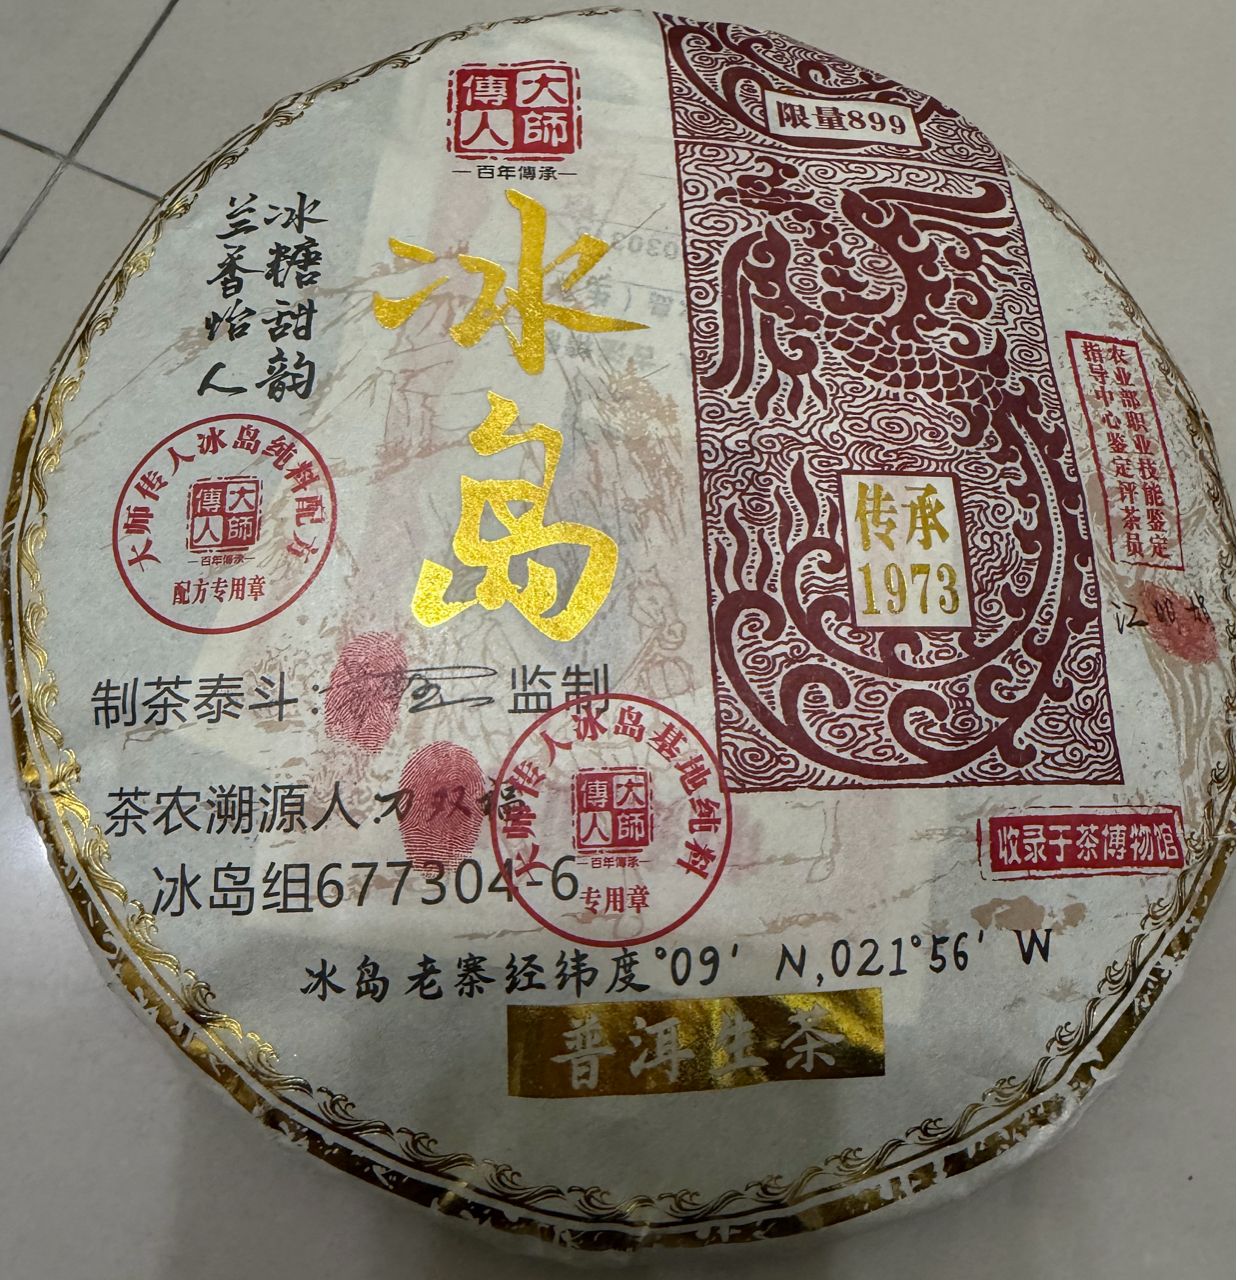 大師傳人
百年傳承
限量899
冰糖甜韵
兰香怡人
冰岛
大师传人冰岛纯料配方
大師傳人
百年傳承
配方专用章
传承
1973
农业部职业技能鉴定
指导中心鉴定评茶员
制茶泰斗:
监制
茶农溯源人刀双
冰岛组677304-6
大师传人冰岛基地纯料
大師傳人
百年傳承
专用章
收录于茶博物馆
冰岛老寨经纬度°09′ N,021°56′ W
普洱生茶